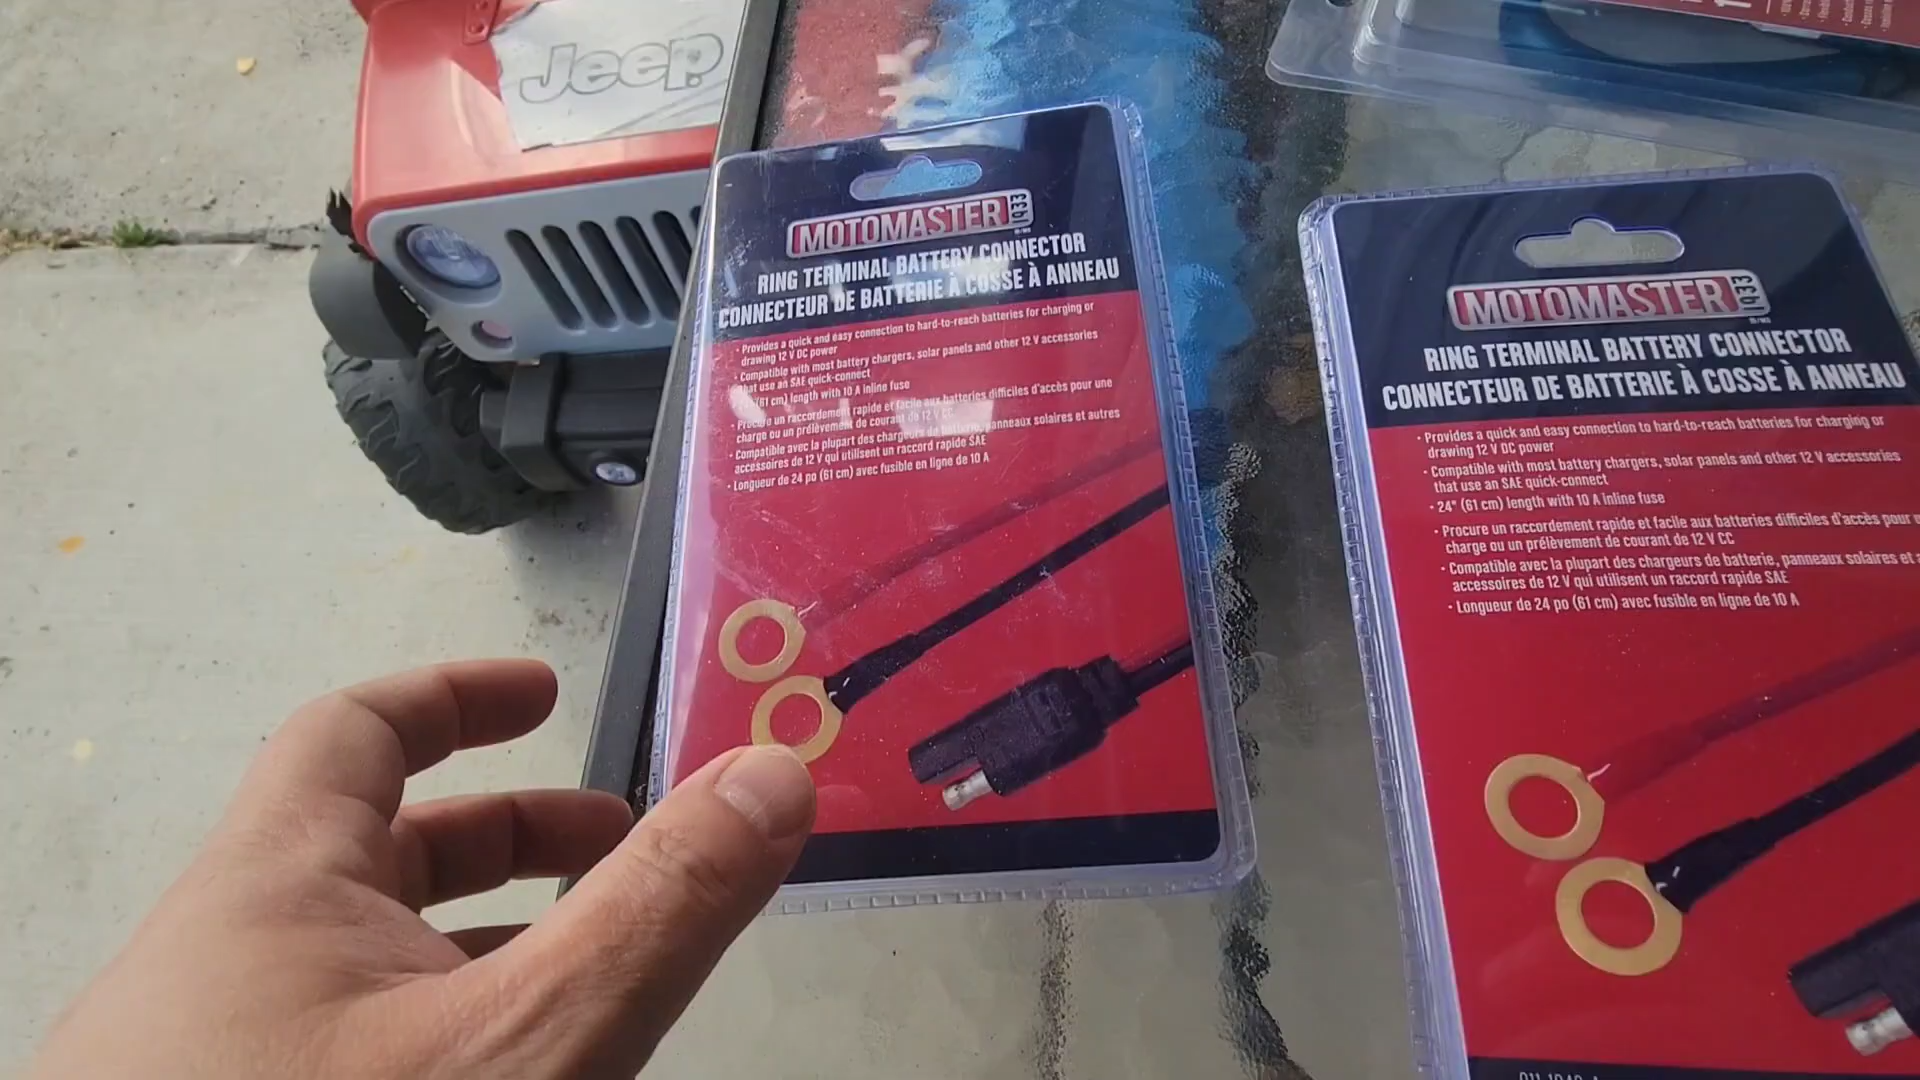 Jeep
MOTOMASTER 1933
RING TERMINAL BATTERY CONNECTOR
CONNECTEUR DE BATTERIE À COSSE À ANNEAU
• Provides a quick and easy connection to hard-to-reach batteries for charging or
drawing 12 V DC power
• Compatible with most battery chargers, solar panels and other 12 V accessories
that use an SAE quick-connect
(61 cm) length with 10 A inline fuse
• Procure un raccordement rapide et facile aux batteries difficiles d'accès pour une
charge ou un prélèvement de courant de 12 V CC
• Compatible avec la plupart des chargeurs de batterie, panneaux solaires et autres
accessoires de 12 V qui utilisent un raccord rapide SAE
• Longueur de 24 po (61 cm) avec fusible en ligne de 10 A
MOTOMASTER 1933
RING TERMINAL BATTERY CONNECTOR
CONNECTEUR DE BATTERIE À COSSE À ANNEAU
• Provides a quick and easy connection to hard-to-reach batteries for charging or
drawing 12 V DC power
• Compatible with most battery chargers, solar panels and other 12 V accessories
that use an SAE quick-connect
• 24" (61 cm) length with 10 A inline fuse
• Procure un raccordement rapide et facile aux batteries difficiles d'accès pour
charge ou un prélèvement de courant de 12 V CC
• Compatible avec la plupart des chargeurs de batterie, panneaux solaires et
accessoires de 12 V qui utilisent un raccord rapide SAE
• Longueur de 24 po (61 cm) avec fusible en ligne de 10 A